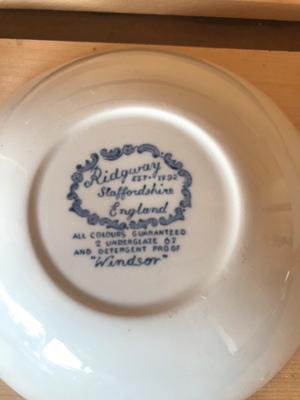 Ridgway
EST. 1792
Staffordshire
England
ALL COLOURS GUARANTEED
UNDERGLAZE
AND DETERGENT PROOF
"Windsor"